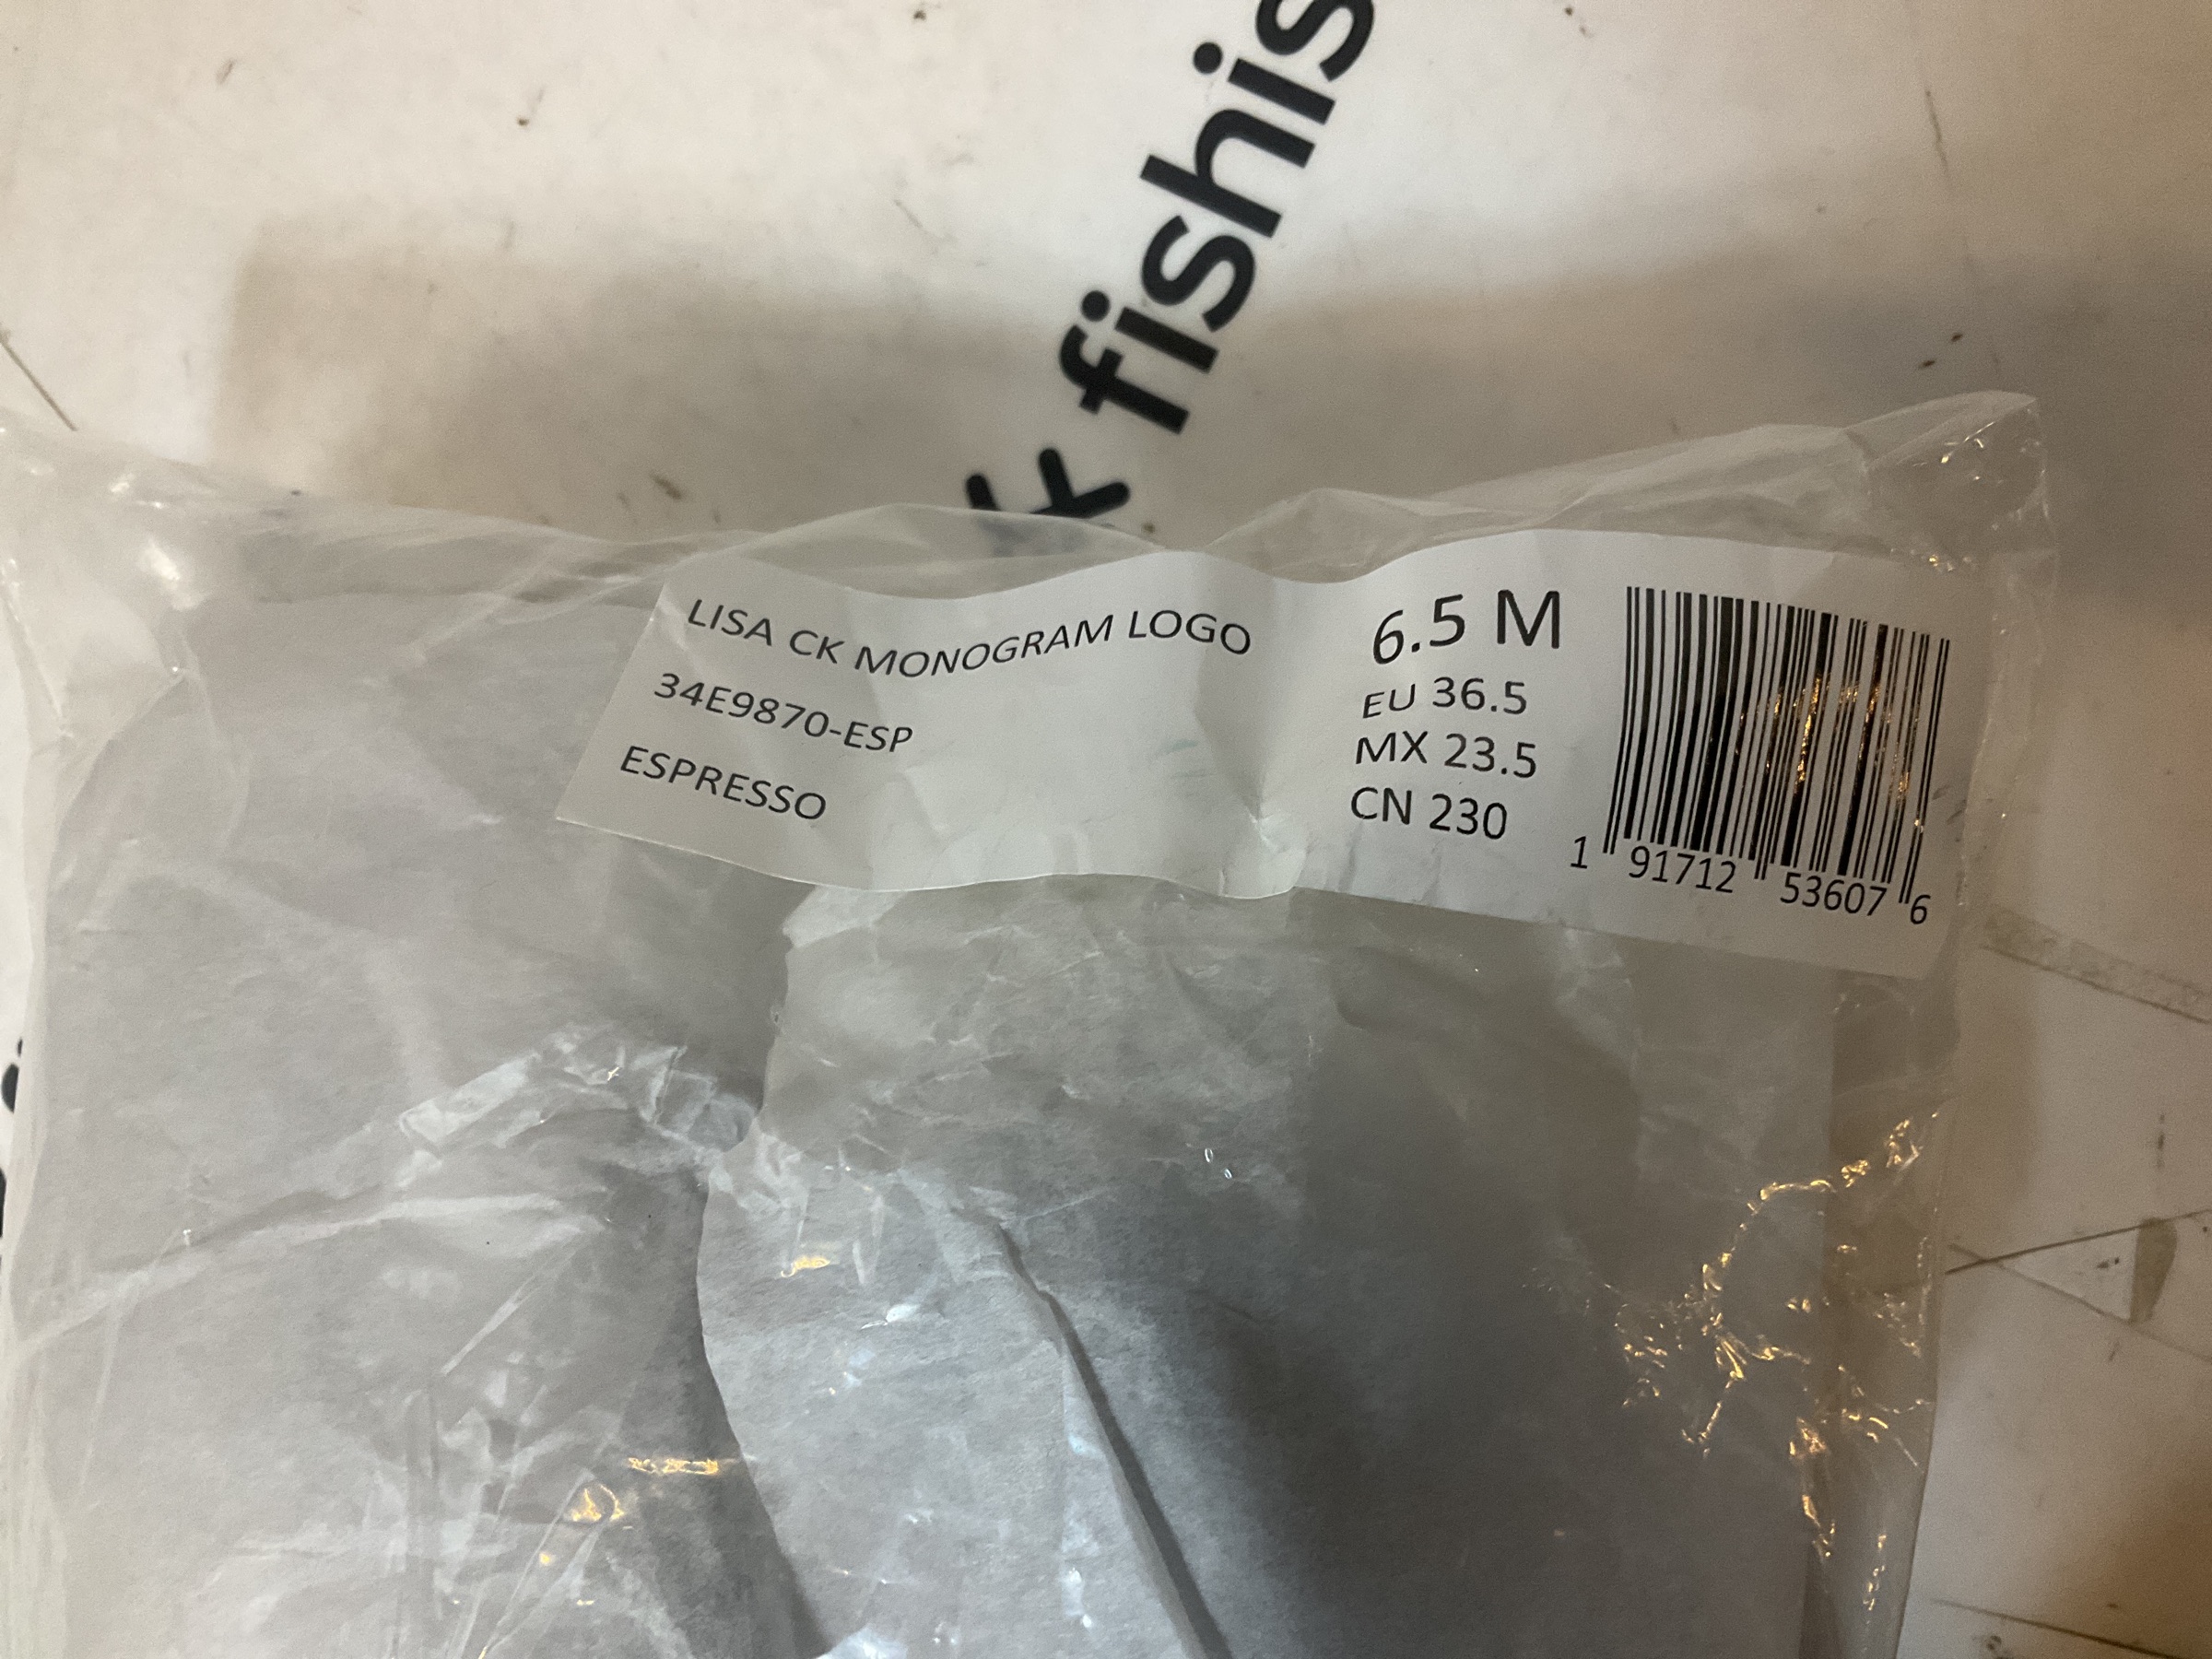 k fishis
LISA CK MONOGRAM LOGO
34E9870-ESP
ESPRESSO
6.5 M
EU 36.5
MX 23.5
CN 230
1 91712 53607 6